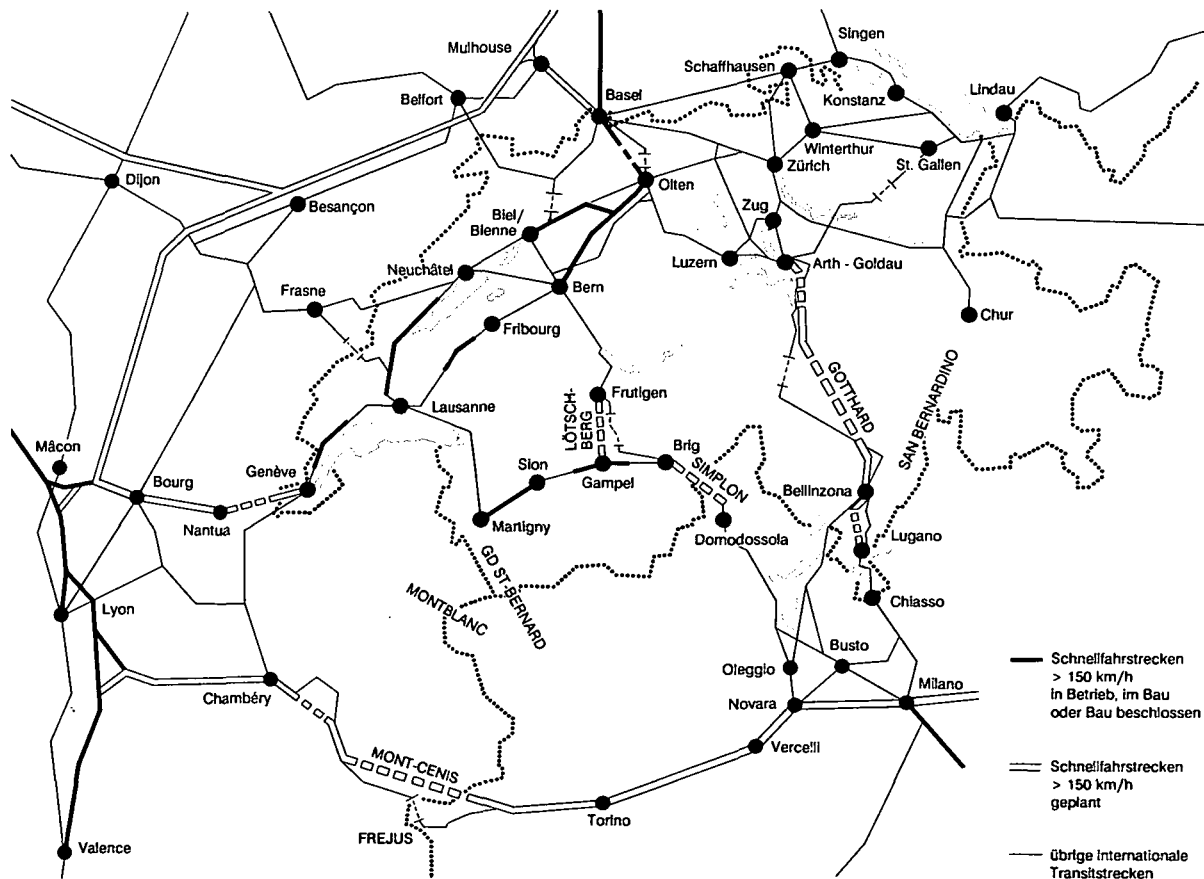 Singen
Mulhouse
Schaffhausen
Basel
Konstanz
Lindau
Belfort
Winterthur
St. Gallen
Zürich
Dijon
Olten
Besançon
Zug
Biel/
Bienne
Luzern
Arth - Goldau
Neuchâtel
Bern
Frasne
Fribourg
Chur
GOTTHARD
SAN BERNARDINO
Frutigen
Lausanne
LÖTSCH-
BERG
Mâcon
Brig
SIMPLON
Genève
Sion
Bourg
Gampel
Bellinzona
Nantua
Martigny
Domodossola
Lugano
GD ST-BERNARD
MONTBLANC
Chiasso
Lyon
Busto
Oleggio
Milano
Chambéry
Novara
Vercelli
MONT-CENIS
Torino
FREJUS
Valence
Schnellfahrstrecken
> 150 km/h
in Betrieb, im Bau
oder Bau beschlossen
Schnellfahrstrecken
> 150 km/h
geplant
übrige internationale
Transitstrecken